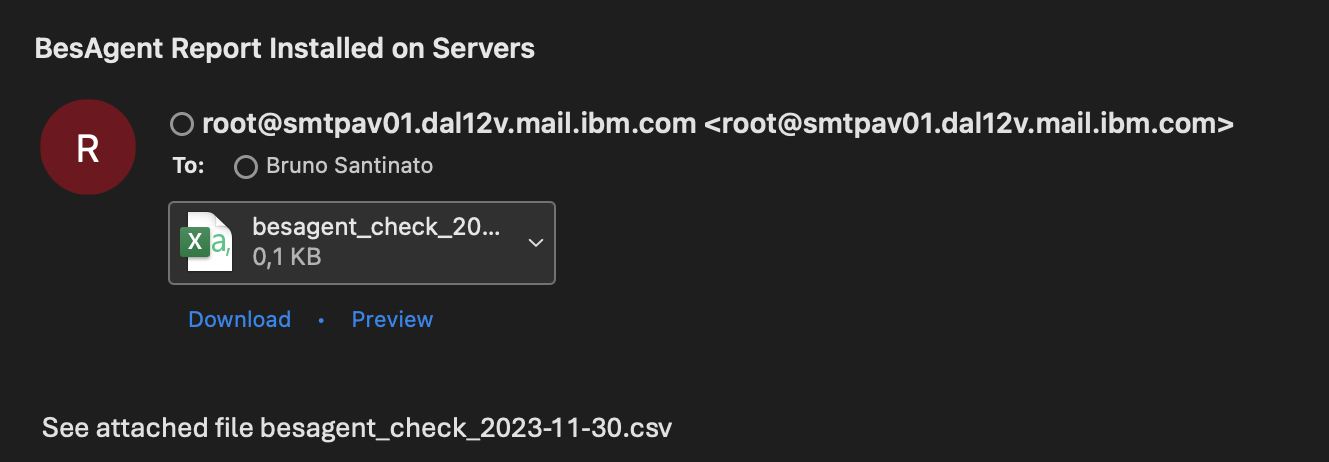 BesAgent Report Installed on Servers
R
root@smtpav01.dal12v.mail.ibm.com <root@smtpav01.dal12v.mail.ibm.com>
To: Bruno Santinato
X a,
besagent_check_20...
0,1 KB
Download • Preview
See attached file besagent_check_2023-11-30.csv